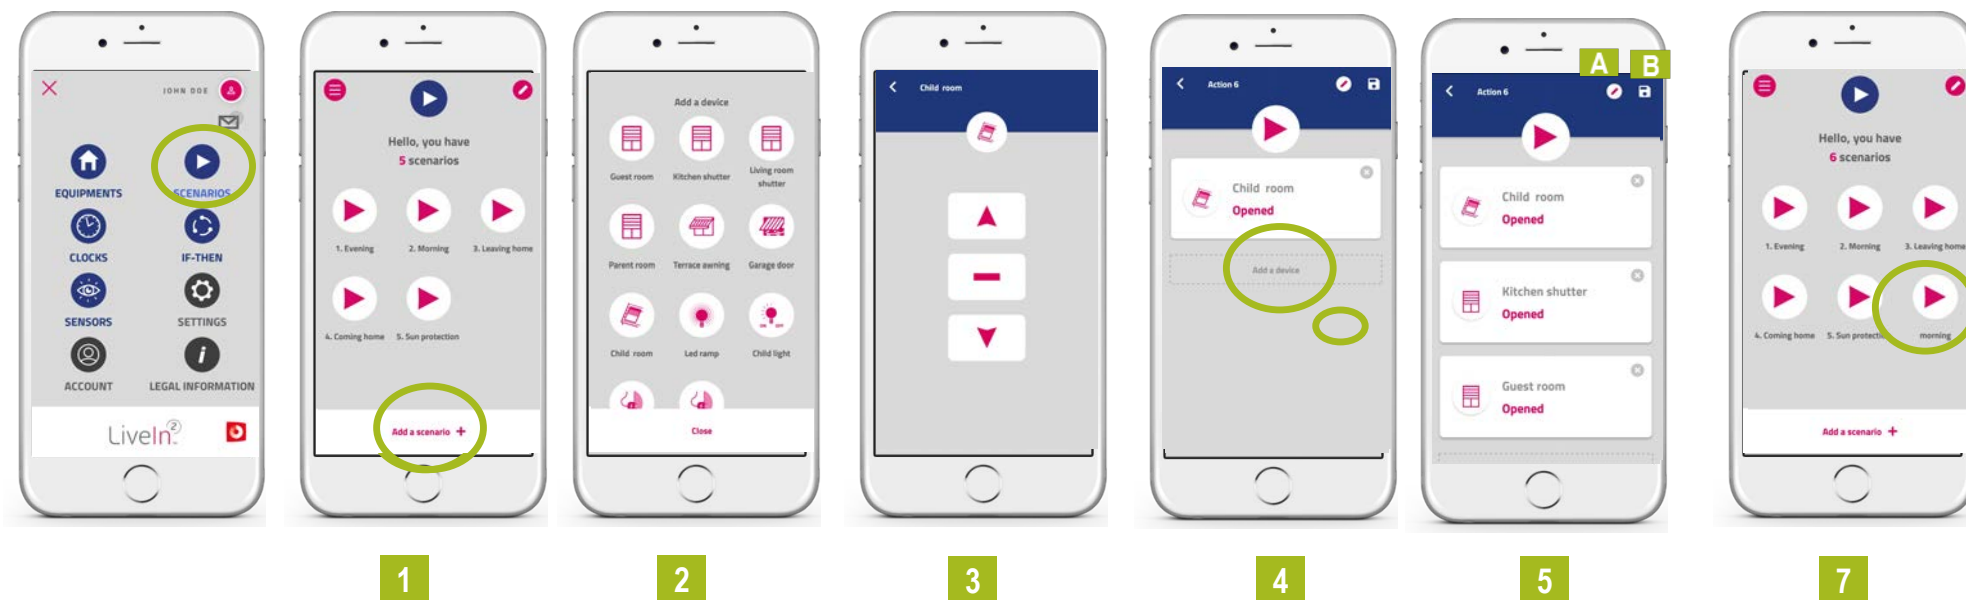 JOHN DOE
EQUIPMENTS
SCENARIOS
CLOCKS
IF-THEN
SENSORS
SETTINGS
ACCOUNT
i
LEGAL INFORMATION
LiveIn2
Hello, you have
5 scenarios
1. Evening
2. Morning
3. Leaving home
4. Coming home
5. Sun protection
Add a scenario +
1
Add a device
Guest room
Kitchen shutter
Living room
shutter
Parent room
Terrace awning
Garage door
Child room
Led ramp
Child light
ON OFF
Close
2
Child room
3
Action 6
Child room
Opened
Add a device
4
A
B
Action 6
Child room
Opened
Kitchen shutter
Opened
Guest room
Opened
5
Hello, you have
6 scenarios
1. Evening
2. Morning
3. Leaving home
4. Coming home
5. Sun protecti
morning
Add a scenario +
7